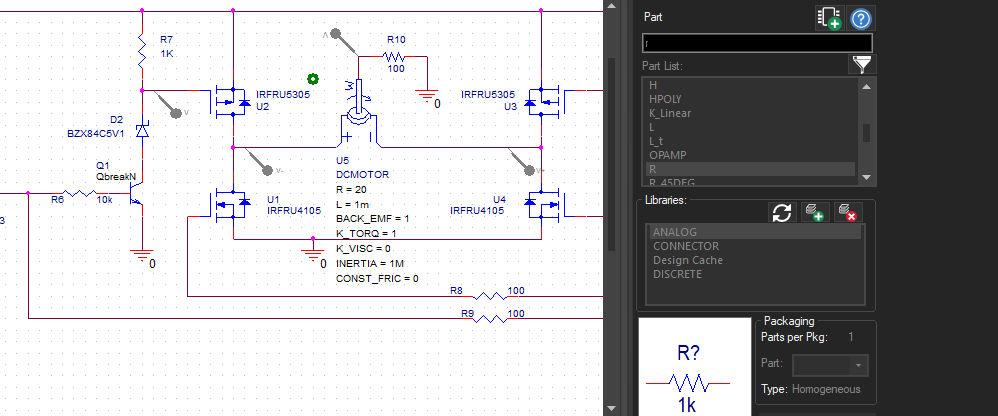 R7
1K
IRFRU5305
U2
D2
BZX84C5V1
Q1
QbreakN
R6
10k
3
0
V
U1
IRFRU4105
V-
0
A
R10
100
0
IRFRU5305
U3
U4
IRFRU4105
U5
DCMOTOR
R = 20
L = 1m
BACK_EMF = 1
K_TORQ = 1
K_VISC = 0
INERTIA = 1M
CONST_FRIC = 0
R8
100
R9
100
Part
r
Part List:
H
HPOLY
K_Linear
L
L_t
OPAMP
R
R_45DEG
Libraries:
ANALOG
CONNECTOR
Design Cache
DISCRETE
R?
1k
Packaging
Parts per Pkg: 1
Part:
Type: Homogeneous